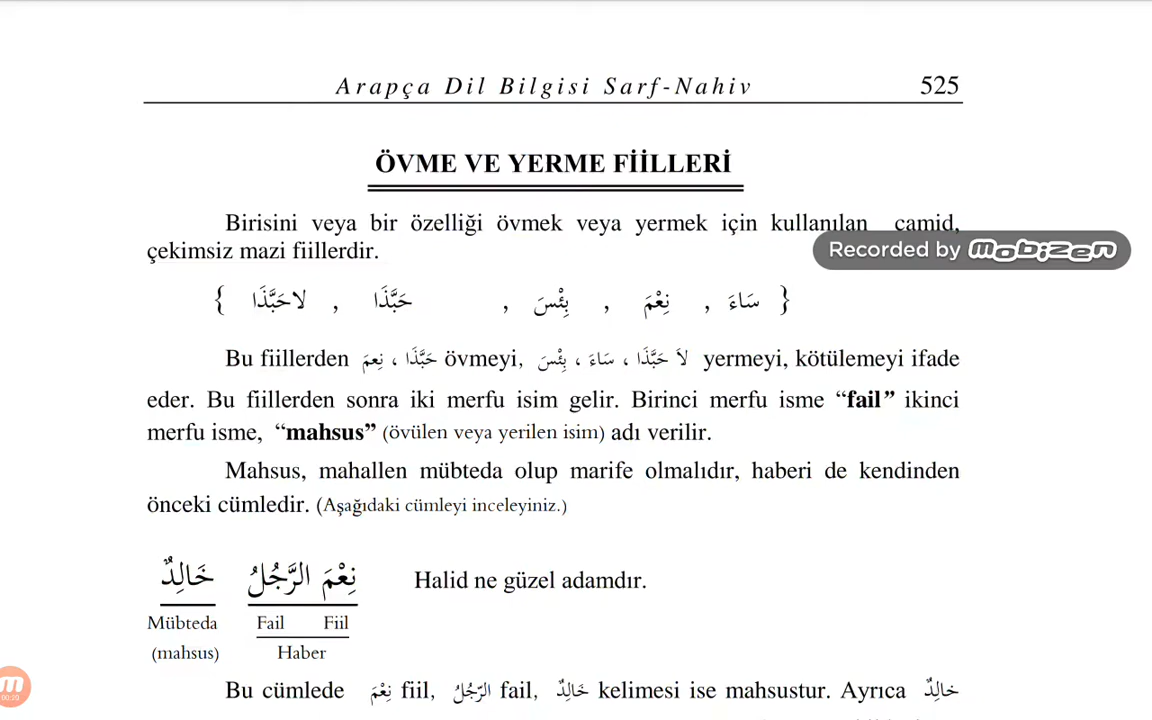 Arapça Dil Bilgisi Sarf-Nahiv 525
ÖVME VE YERME FİİLLERİ
Birisini veya bir özelliği övmek veya yermek için kullanılan camid,
çekimsiz mazi fiillerdir.
Recorded by mobizen
{ سَاءَ , نِعْمَ , بِئْسَ , حَبَّذَا , لاحَبَّذَا }
Bu fiillerden حَبَّذَا ، نِعمَ övmeyi, لاَ حَبَّذَا ، سَاءَ ، بِئْسَ yermeyi, kötülemeyi ifade
eder. Bu fiillerden sonra iki merfu isim gelir. Birinci merfu isme “fail” ikinci
merfu isme, “mahsus” (övülen veya yerilen isim) adı verilir.
Mahsus, mahallen mübteda olup marife olmalıdır, haberi de kendinden
önceki cümledir. (Aşağıdaki cümleyi inceleyiniz.)
نِعْمَ الرَّجُلُ خَالِدٌ Halid ne güzel adamdır.
Mübteda Fail Fiil
(mahsus) Haber
00:20
Bu cümlede نِعْمَ fiil, الرَّجُلُ fail, خَالِدٌ kelimesi ise mahsustur. Ayrıca خالِدٌ